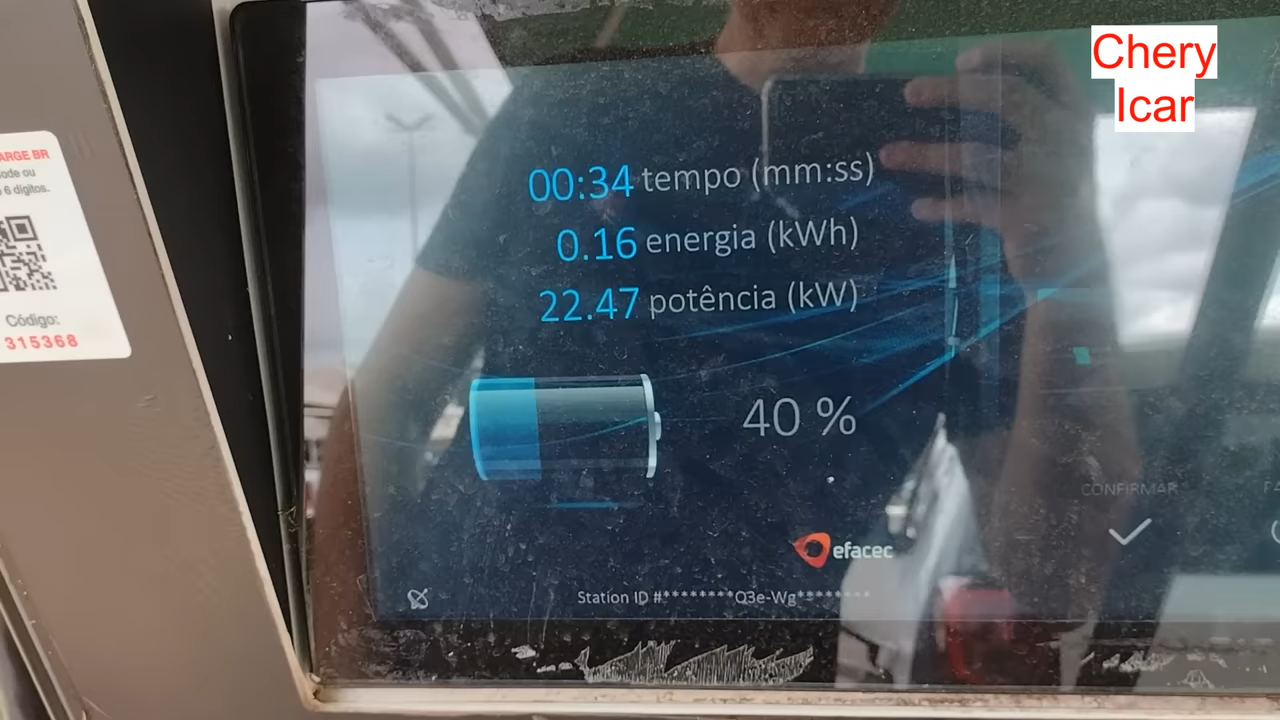 Chery
Icar
ARGE BR
ode ou
6 dígitos.
Código:
315368
00:34 tempo (mm:ss)
0.16 energia (kWh)
22.47 potência (kW)
40 %
CONFIRMAR
efacec
Station ID #********Q3e-Wg********